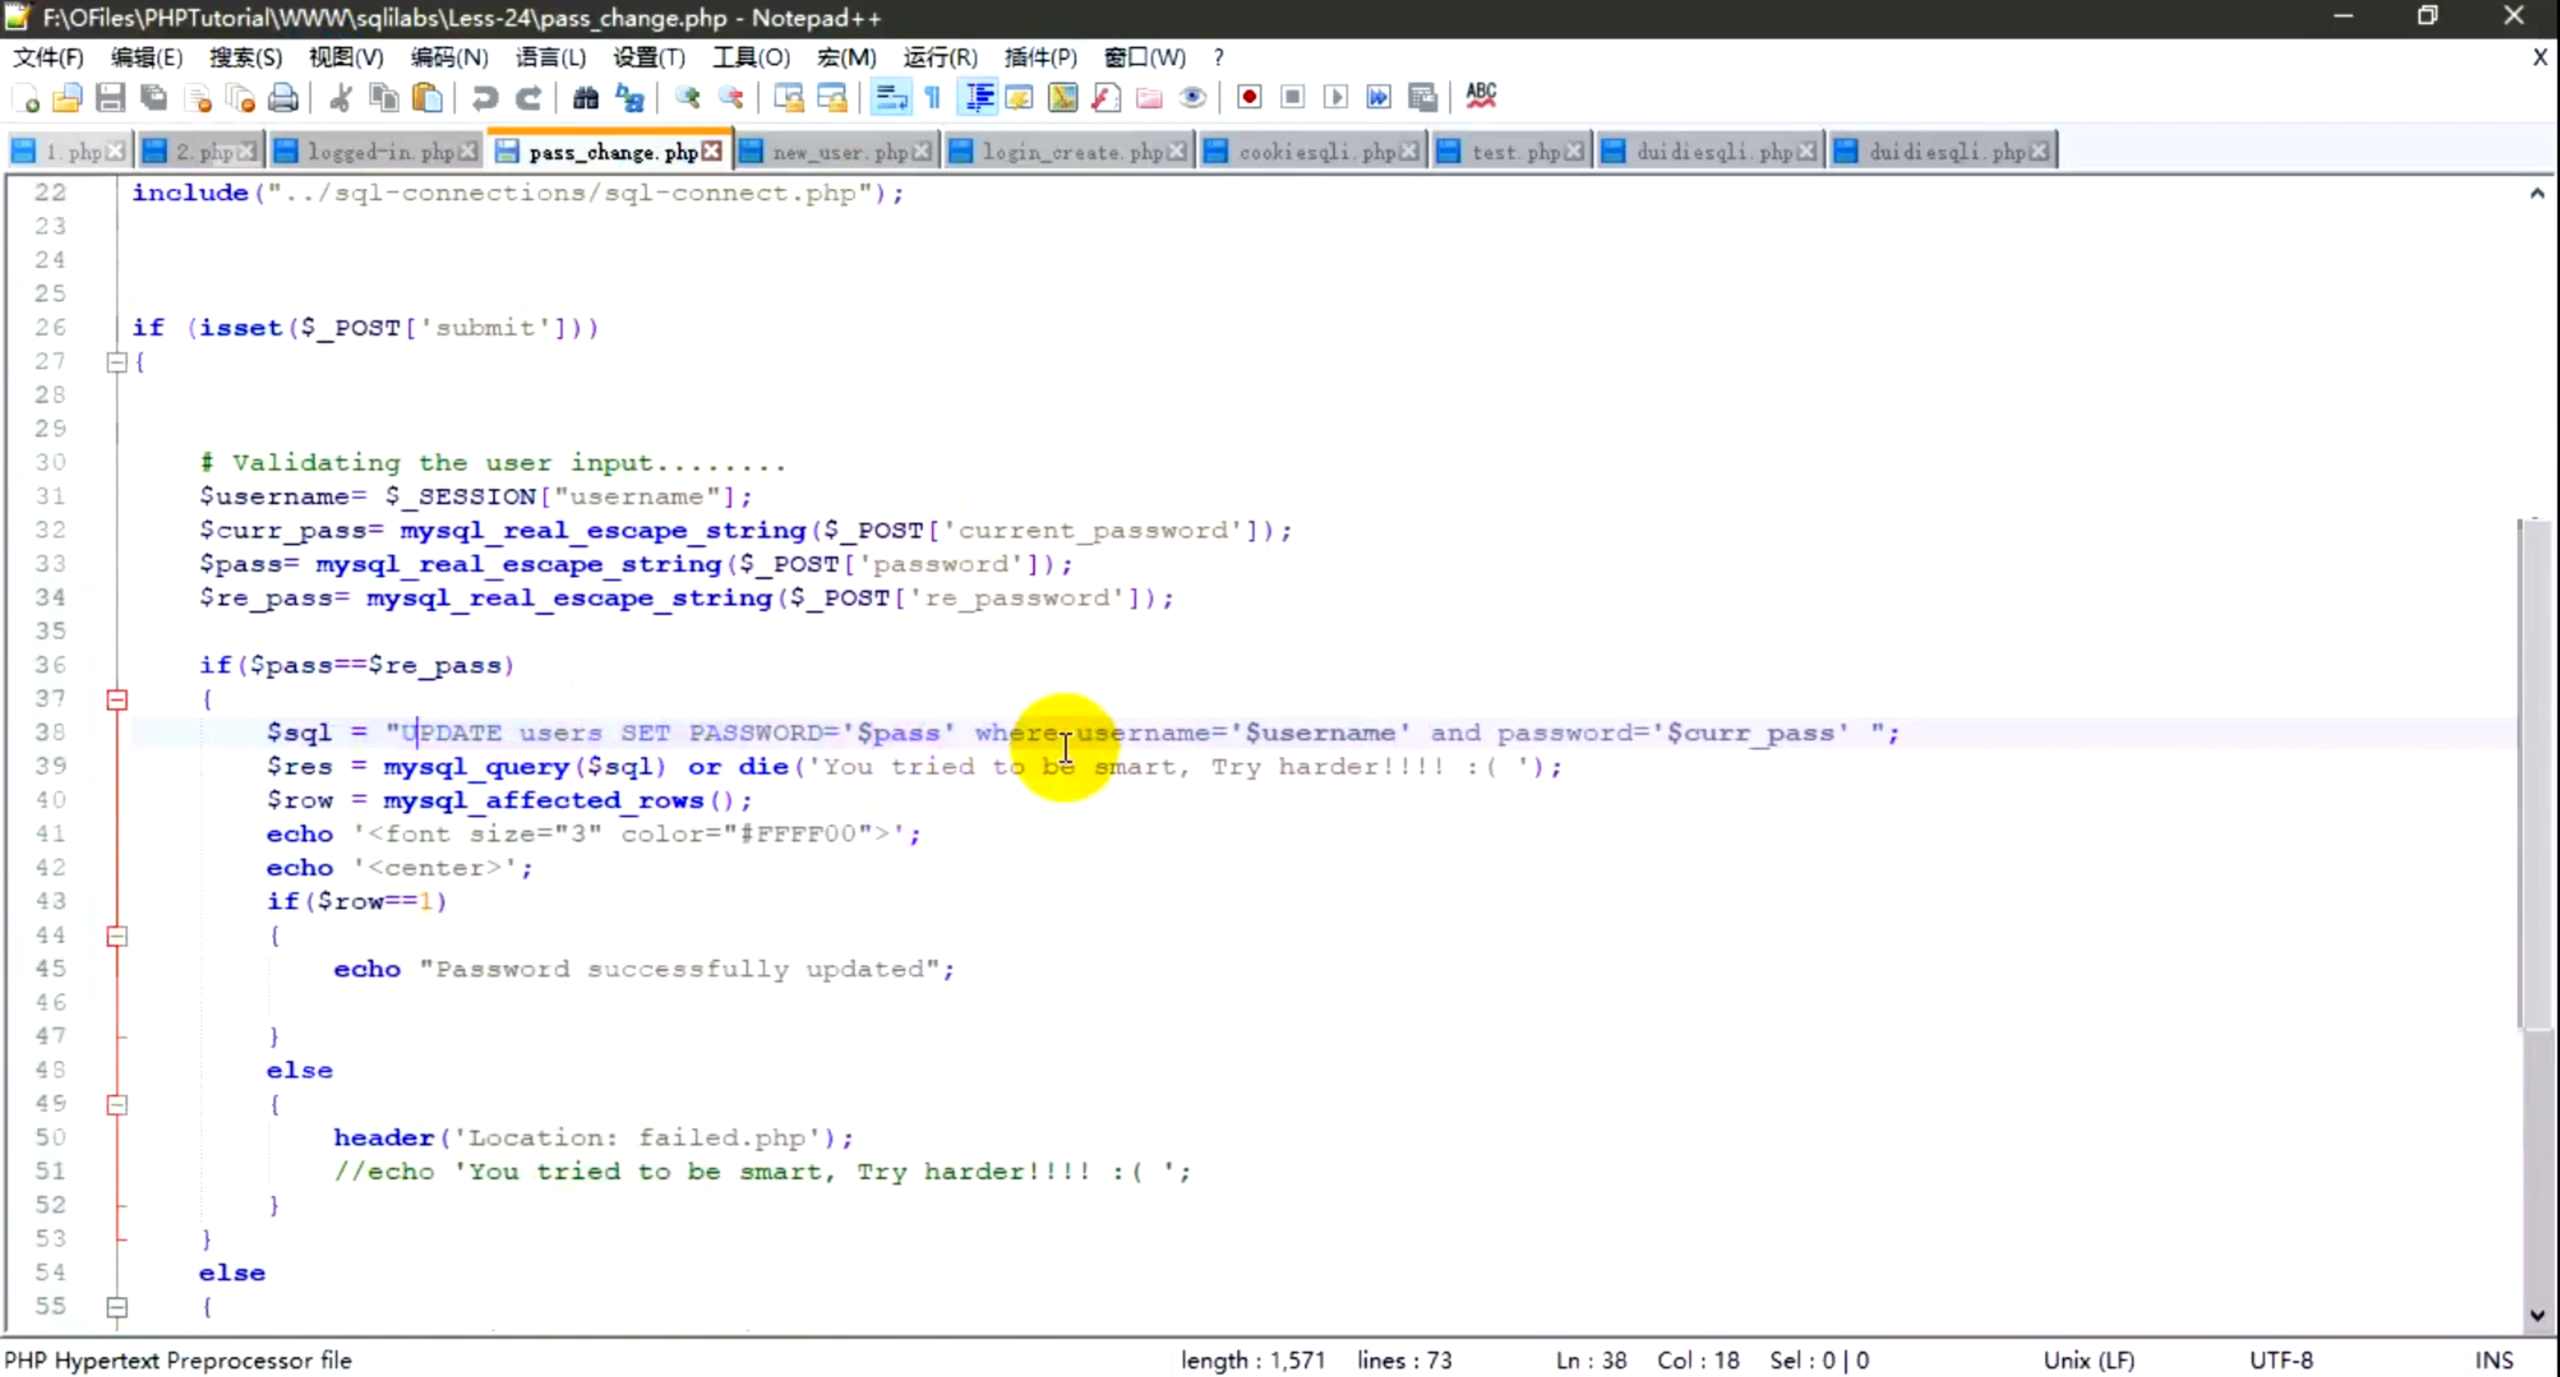 F:\OFiles\PHPTutorial\WWW\sqlilabs\Less-24\pass_change.php - Notepad++
文件(F) 编辑(E) 搜索(S) 视图(V) 编码(N) 语言(L) 设置(T) 工具(O) 宏(M) 运行(R) 插件(P) 窗口(W) ? X
ABC
1.php 2.php logged-in.php pass_change.php new_user.php login_create.php cookiesqli.php test.php duidiesqli.php duidiesqli.php
22 include("../sql-connections/sql-connect.php");
23
24
25
26 if (isset($_POST['submit']))
27 {
28
29
30 # Validating the user input........
31 $username= $_SESSION["username"];
32 $curr_pass= mysql_real_escape_string($_POST['current_password']);
33 $pass= mysql_real_escape_string($_POST['password']);
34 $re_pass= mysql_real_escape_string($_POST['re_password']);
35
36 if($pass==$re_pass)
37 {
38 $sql = "UPDATE users SET PASSWORD='$pass' where username='$username' and password='$curr_pass' ";
39 $res = mysql_query($sql) or die('You tried to be smart, Try harder!!!! :( ');
40 $row = mysql_affected_rows();
41 echo '<font size="3" color="#FFFF00">';
42 echo '<center>';
43 if($row==1)
44 {
45 echo "Password successfully updated";
46
47 }
48 else
49 {
50 header('Location: failed.php');
51 //echo 'You tried to be smart, Try harder!!!! :( ';
52 }
53 }
54 else
55 {
PHP Hypertext Preprocessor file length : 1,571 lines : 73 Ln : 38 Col : 18 Sel : 0 | 0 Unix (LF) UTF-8 INS